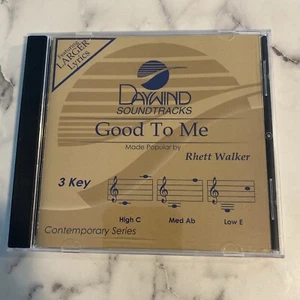 Featuring
LARGER
Lyrics
DAYWIND
SOUNDTRACKS
Good To Me
Made Popular by
Rhett Walker
3 Key
High C
Med Ab
Low E
Contemporary Series